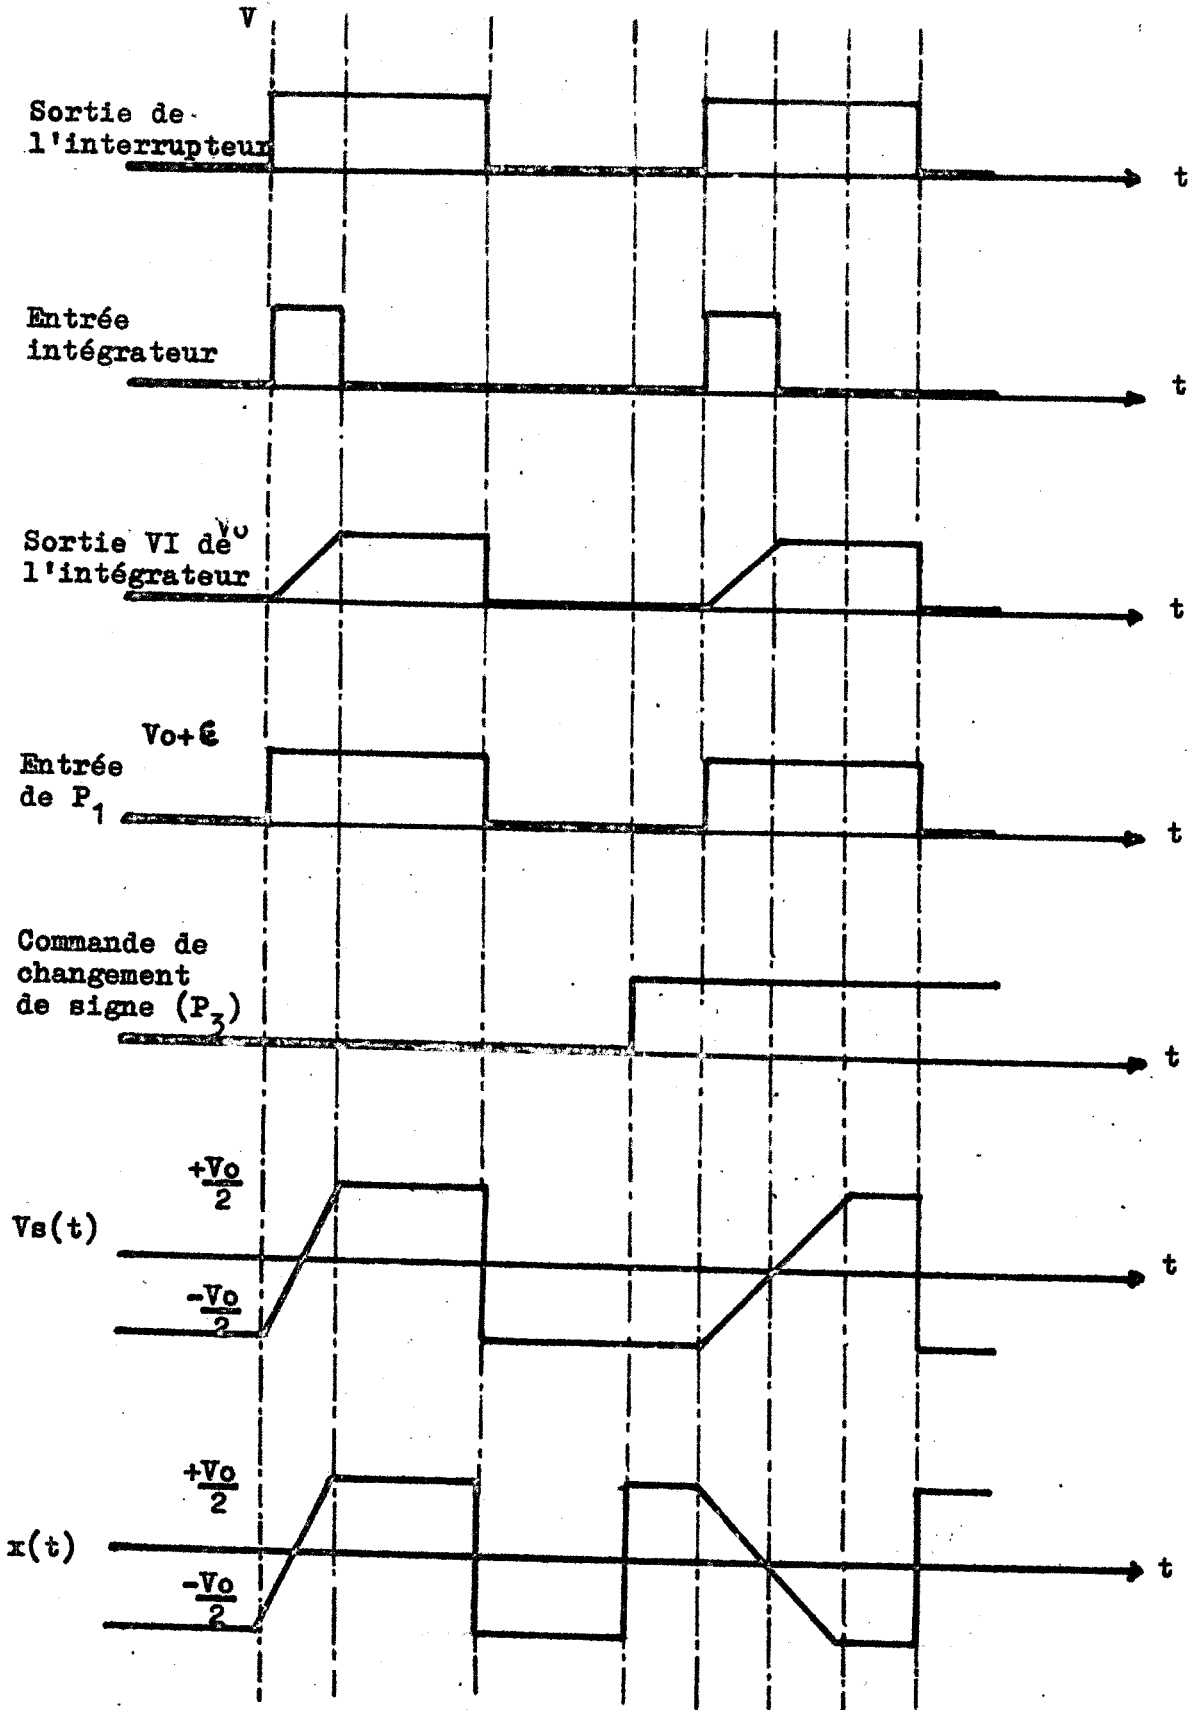 V
Sortie de
l'interrupteur
t
Entrée
intégrateur
t
Vo
Sortie VI de
l'intégrateur
t
Vo+ϵ
Entrée
de P1
t
Commande de
changement
de signe (P3)
t
+Vo
2
Vs(t)
t
-Vo
2
+Vo
2
x(t)
t
-Vo
2